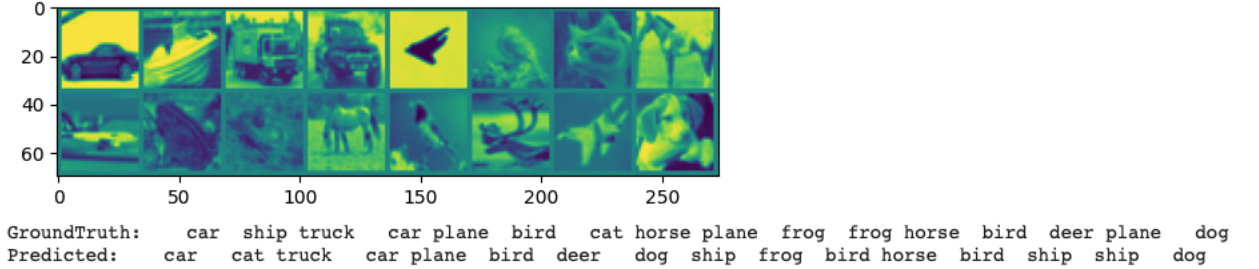 0
20
40
60
0 50 100 150 200 250
GroundTruth: car ship truck car plane bird cat horse plane frog frog horse bird deer plane dog
Predicted: car cat truck car plane bird deer dog ship frog bird horse bird ship ship dog